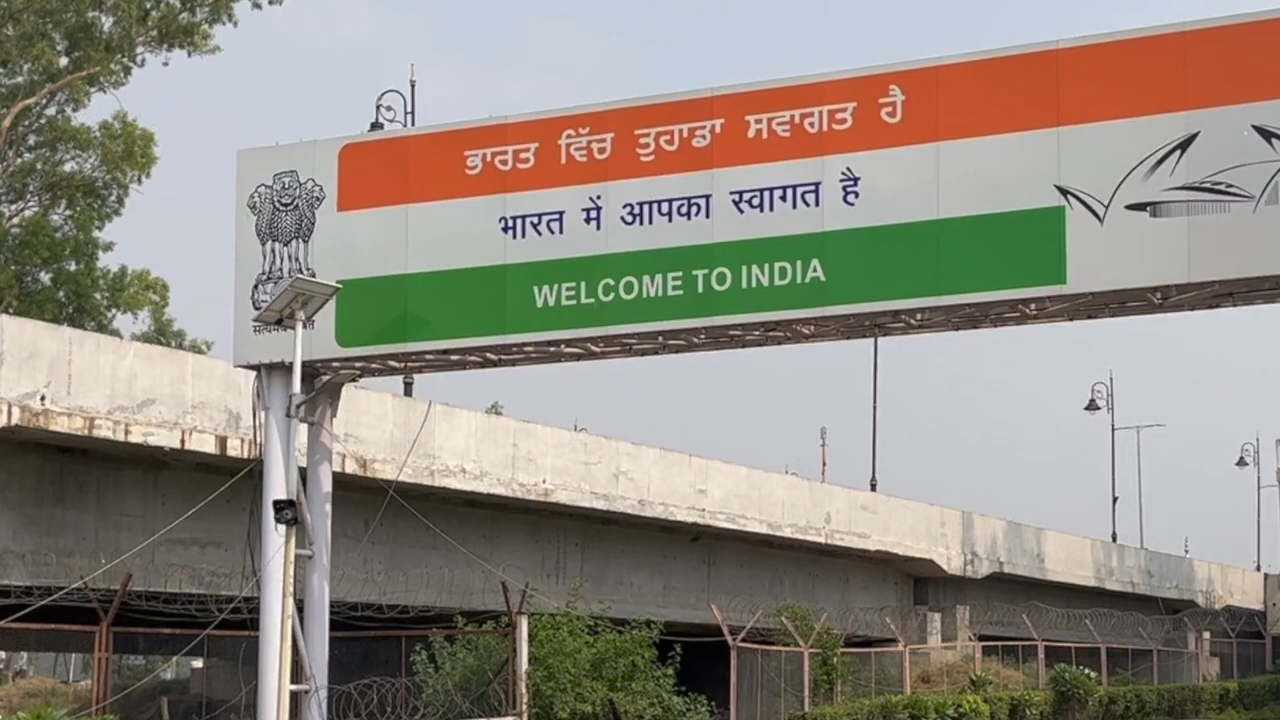 ਭਾਰਤ ਵਿੱਚ ਤੁਹਾਡਾ ਸਵਾਗਤ ਹੈ
भारत में आपका स्वागत है
WELCOME TO INDIA